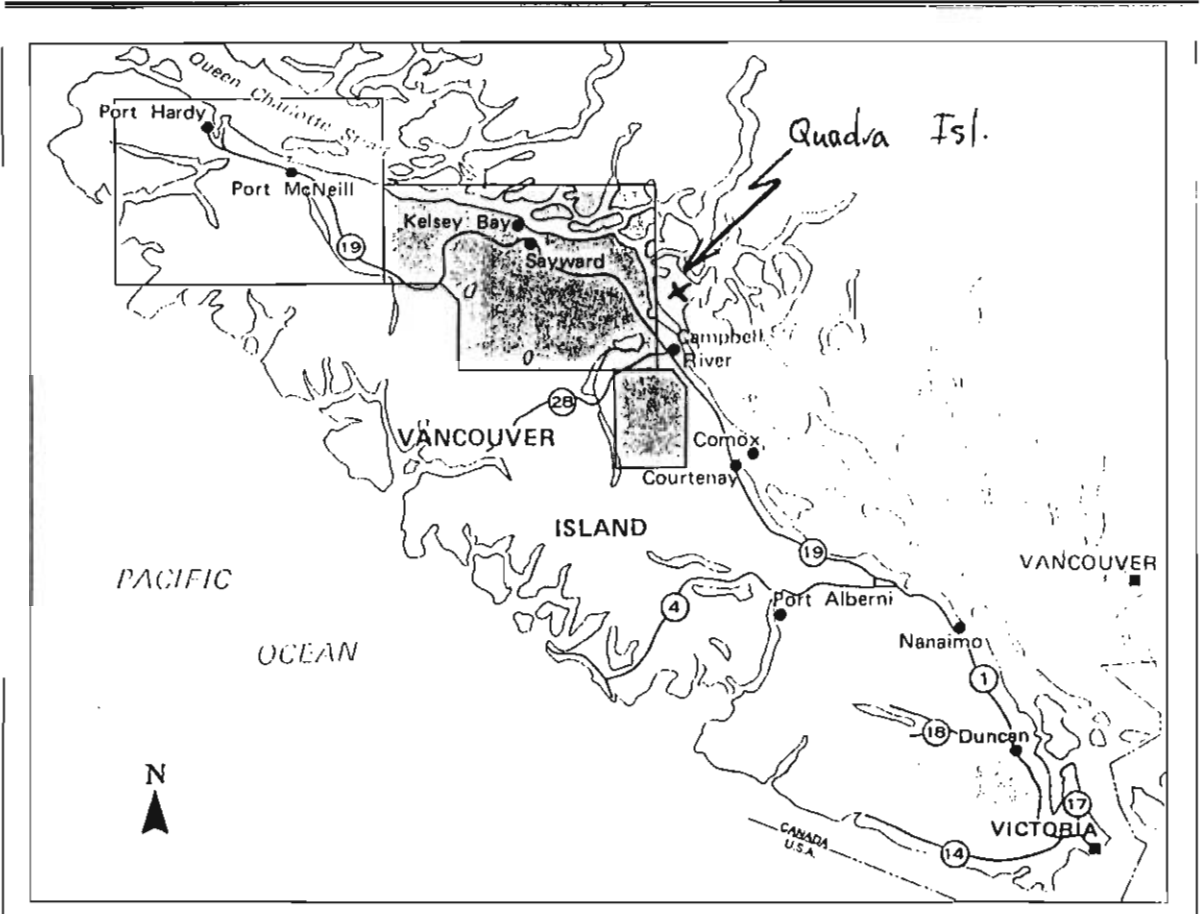 Queen Charlotte Strait
Port Hardy
Quadra Isl.
Port McNeill
Kelsey Bay
19
Sayward
Campbell
River
28
VANCOUVER
Comox
Courtenay
ISLAND
19
VANCOUVER
PACIFIC
4
Port Alberni
Nanaimo
OCEAN
1
18
Duncan
N
17
VICTORIA
CANADA
U.S.A.
14